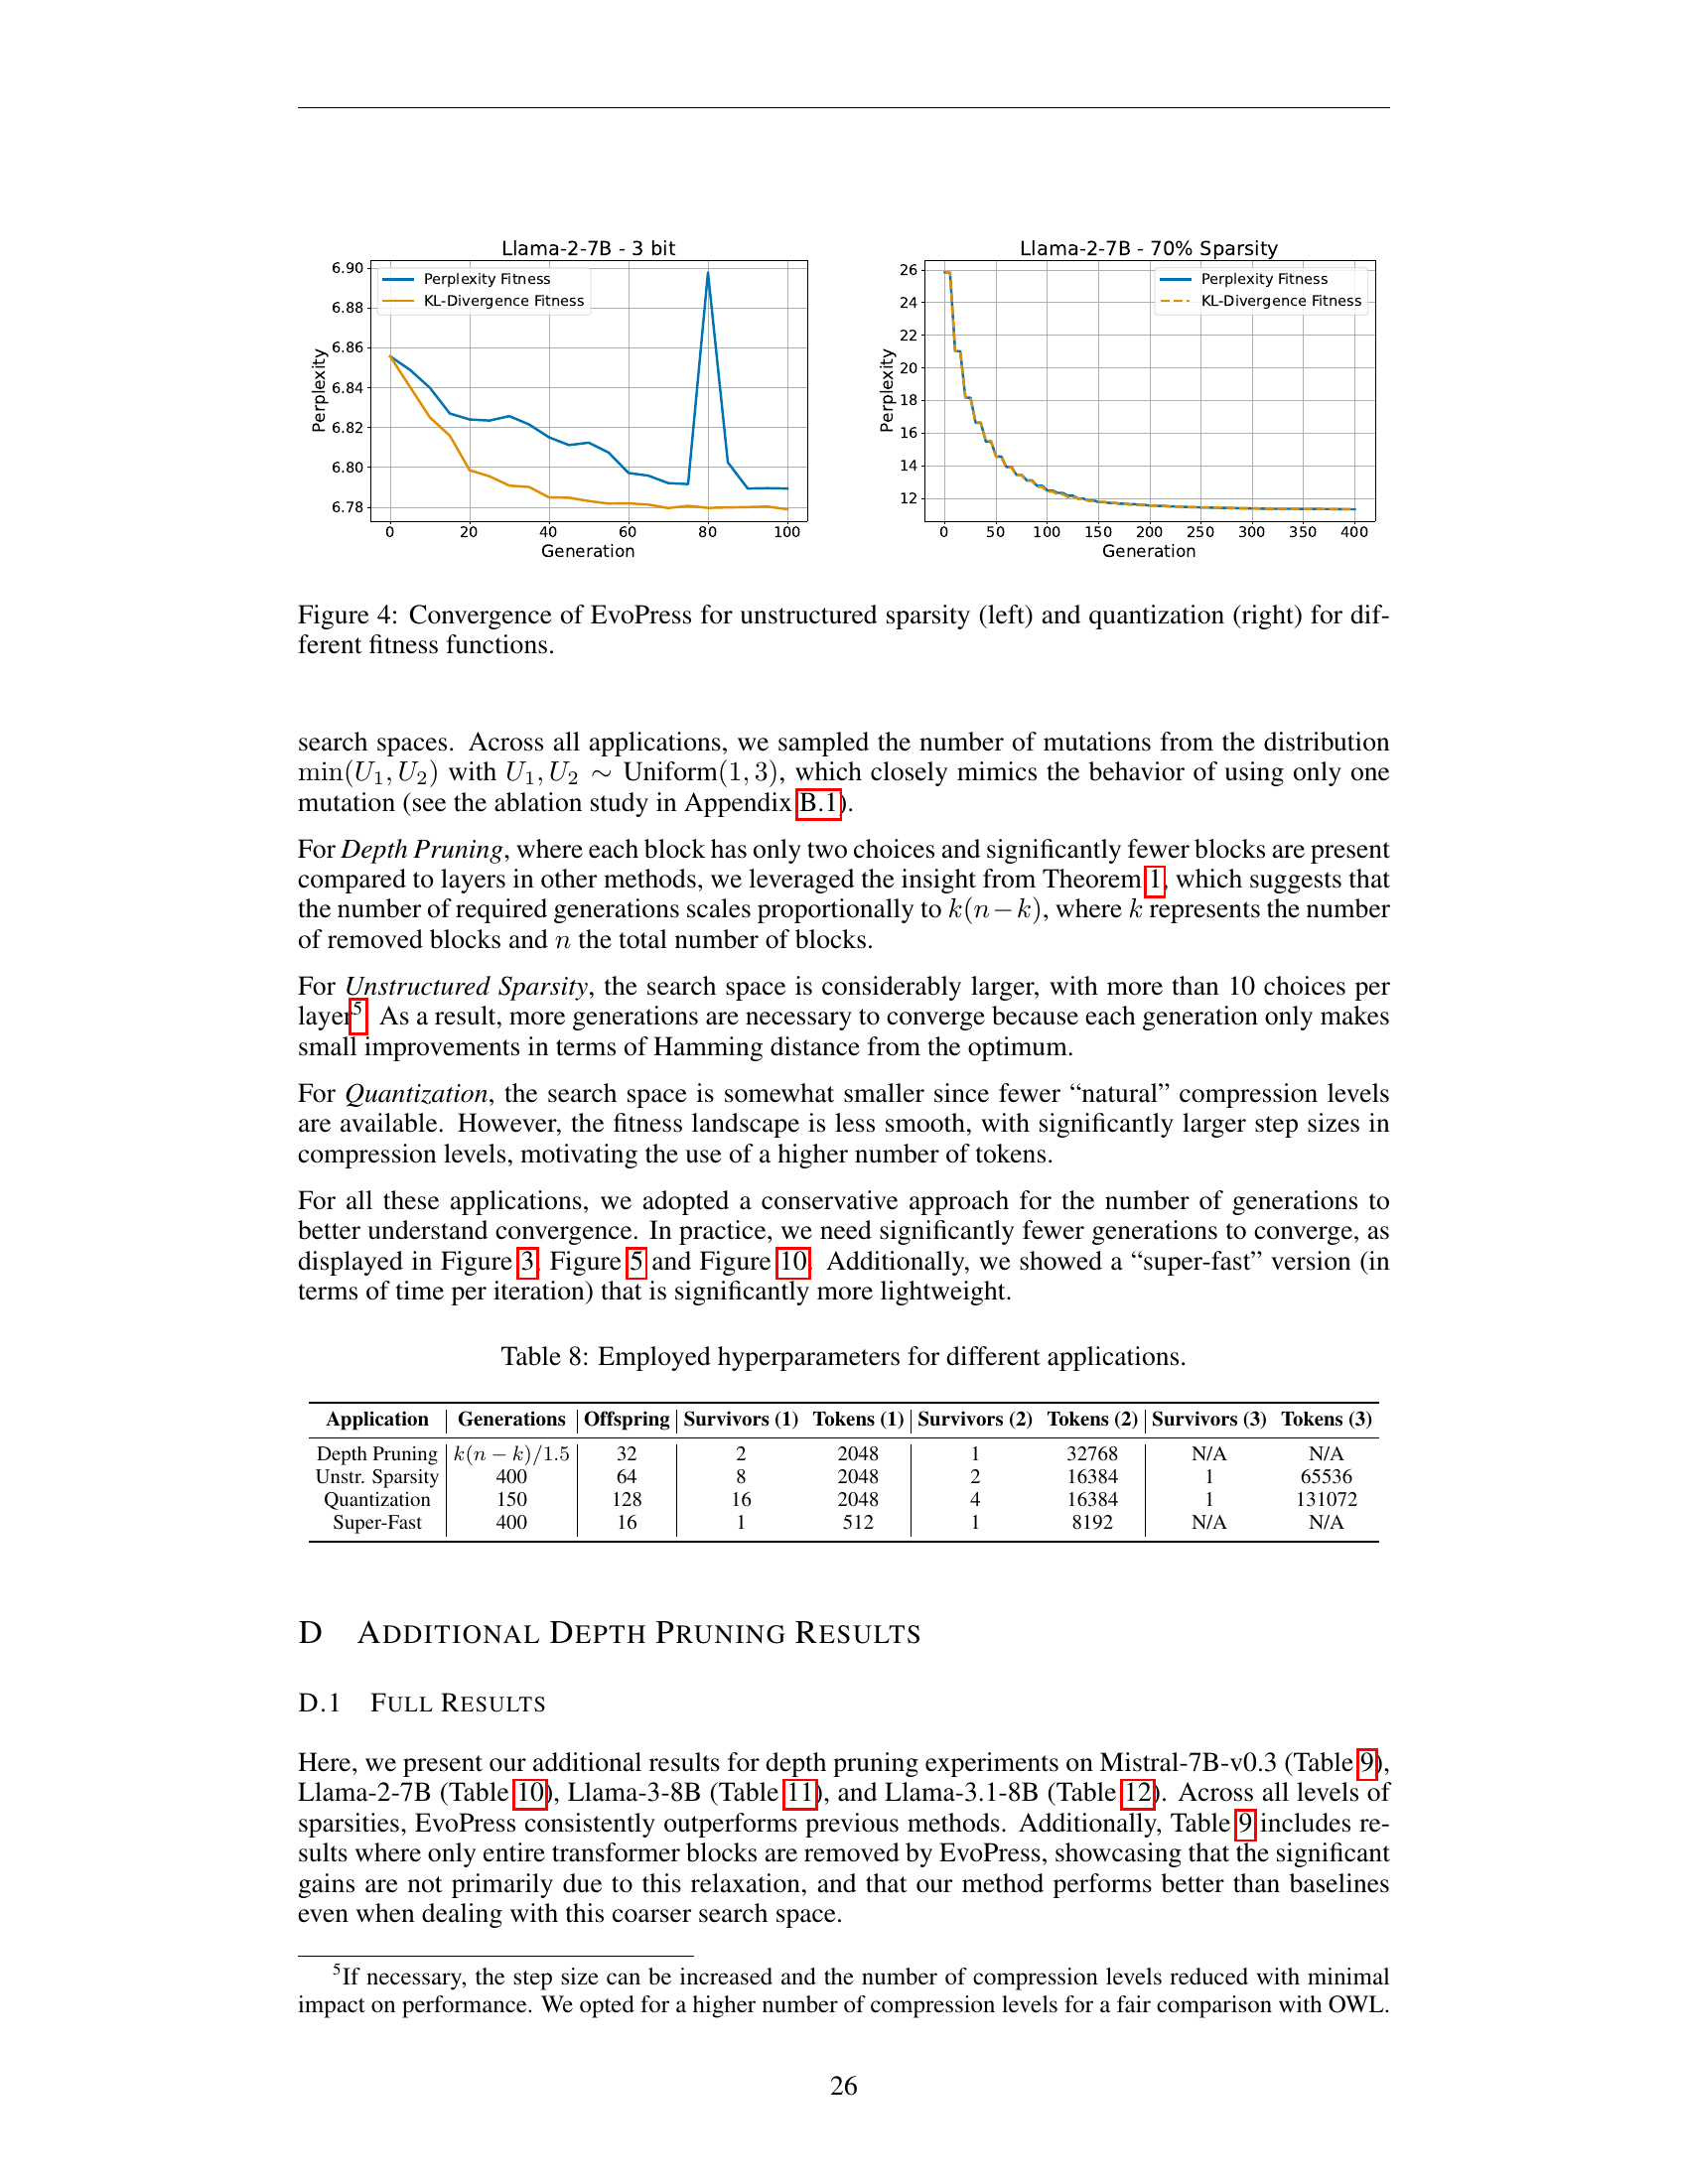 Llama-2-7B - 3 bit
Perplexity Fitness
KL-Divergence Fitness
6.90
6.88
6.86
6.84
6.82
6.80
6.78
Perplexity
0 20 40 60 80 100
Generation
Llama-2-7B - 70% Sparsity
Perplexity Fitness
KL-Divergence Fitness
26
24
22
20
18
16
14
12
Perplexity
0 50 100 150 200 250 300 350 400
Generation
Figure 4: Convergence of EvoPress for unstructured sparsity (left) and quantization (right) for dif-
ferent fitness functions.
search spaces. Across all applications, we sampled the number of mutations from the distribution
min(U₁, U₂) with U₁, U₂ ∼ Uniform(1, 3), which closely mimics the behavior of using only one
mutation (see the ablation study in Appendix B.1).
For Depth Pruning, where each block has only two choices and significantly fewer blocks are present
compared to layers in other methods, we leveraged the insight from Theorem 1, which suggests that
the number of required generations scales proportionally to k(n−k), where k represents the number
of removed blocks and n the total number of blocks.
For Unstructured Sparsity, the search space is considerably larger, with more than 10 choices per
layer⁵. As a result, more generations are necessary to converge because each generation only makes
small improvements in terms of Hamming distance from the optimum.
For Quantization, the search space is somewhat smaller since fewer “natural” compression levels
are available. However, the fitness landscape is less smooth, with significantly larger step sizes in
compression levels, motivating the use of a higher number of tokens.
For all these applications, we adopted a conservative approach for the number of generations to
better understand convergence. In practice, we need significantly fewer generations to converge, as
displayed in Figure 3, Figure 5 and Figure 10. Additionally, we showed a “super-fast” version (in
terms of time per iteration) that is significantly more lightweight.
Table 8: Employed hyperparameters for different applications.
Application Generations Offspring Survivors (1) Tokens (1) Survivors (2) Tokens (2) Survivors (3) Tokens (3)
Depth Pruning k(n − k)/1.5 32 2 2048 1 32768 N/A N/A
Unstr. Sparsity 400 64 8 2048 2 16384 1 65536
Quantization 150 128 16 2048 4 16384 1 131072
Super-Fast 400 16 1 512 1 8192 N/A N/A
D ADDITIONAL DEPTH PRUNING RESULTS
D.1 FULL RESULTS
Here, we present our additional results for depth pruning experiments on Mistral-7B-v0.3 (Table 9),
Llama-2-7B (Table 10), Llama-3-8B (Table 11), and Llama-3.1-8B (Table 12). Across all levels of
sparsities, EvoPress consistently outperforms previous methods. Additionally, Table 9 includes re-
sults where only entire transformer blocks are removed by EvoPress, showcasing that the significant
gains are not primarily due to this relaxation, and that our method performs better than baselines
even when dealing with this coarser search space.
⁵If necessary, the step size can be increased and the number of compression levels reduced with minimal
impact on performance. We opted for a higher number of compression levels for a fair comparison with OWL.
26